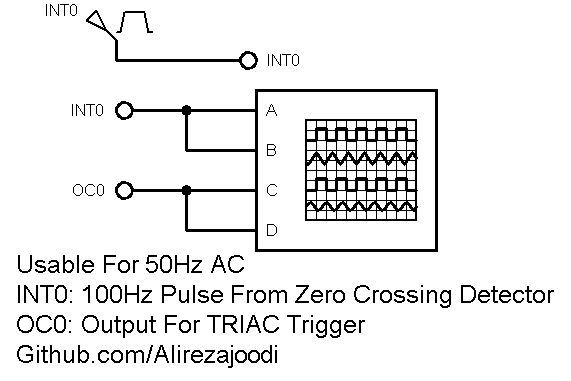 INT0
INT0
INT0
A
B
OC0
C
D
Usable For 50Hz AC
INT0: 100Hz Pulse From Zero Crossing Detector
OC0: Output For TRIAC Trigger
Github.com/Alirezajoodi